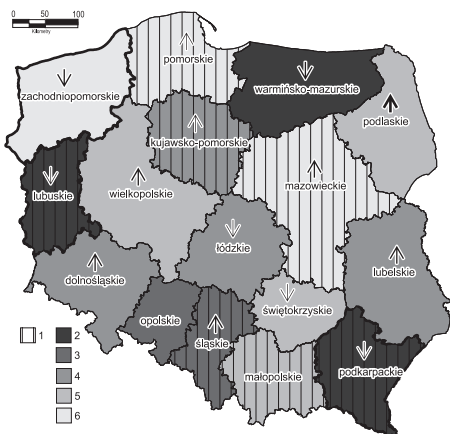 0 50 100
Kilometry
pomorskie
zachodniopomorskie
warmińsko-mazurskie
podlaskie
kujawsko-pomorskie
lubuskie
wielkopolskie
mazowieckie
łódzkie
dolnośląskie
lubelskie
świętokrzyskie
opolskie
śląskie
małopolskie
podkarpackie
1
2
3
4
5
6